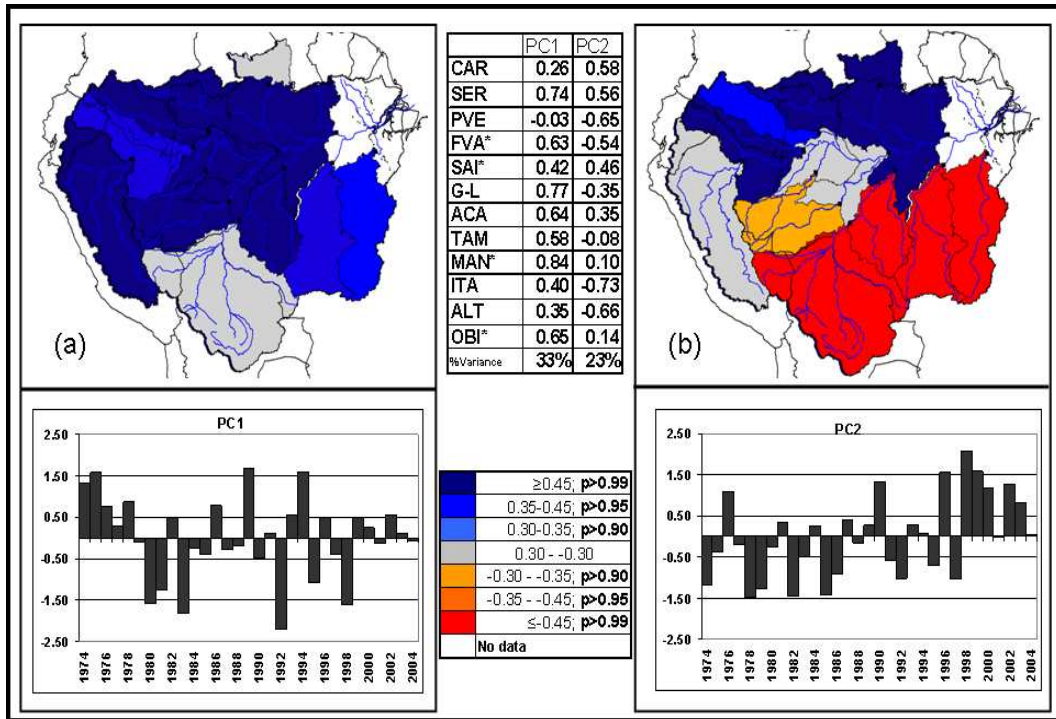 (a)
PC1 PC2
CAR 0.26 0.58
SER 0.74 0.56
PVE -0.03 -0.65
FVA* 0.63 -0.54
SAI* 0.42 0.46
G-L 0.77 -0.35
ACA 0.64 0.35
TAM 0.58 -0.08
MAN* 0.84 0.10
ITA 0.40 -0.73
ALT 0.35 -0.66
OBI* 0.65 0.14
%Variance 33% 23%
(b)
PC1
2.50
1.50
0.50
-0.50
-1.50
-2.50
1974 1976 1978 1980 1982 1984 1986 1988 1990 1992 1994 1996 1998 2000 2002 2004
≥0.45; p>0.99
0.35-0.45; p>0.95
0.30-0.35; p>0.90
0.30 - -0.30
-0.30 - -0.35; p>0.90
-0.35 - -0.45; p>0.95
≤-0.45; p>0.99
No data
PC2
2.50
1.50
0.50
-0.50
-1.50
-2.50
1974 1976 1978 1980 1982 1984 1986 1988 1990 1992 1994 1996 1998 2000 2002 2004